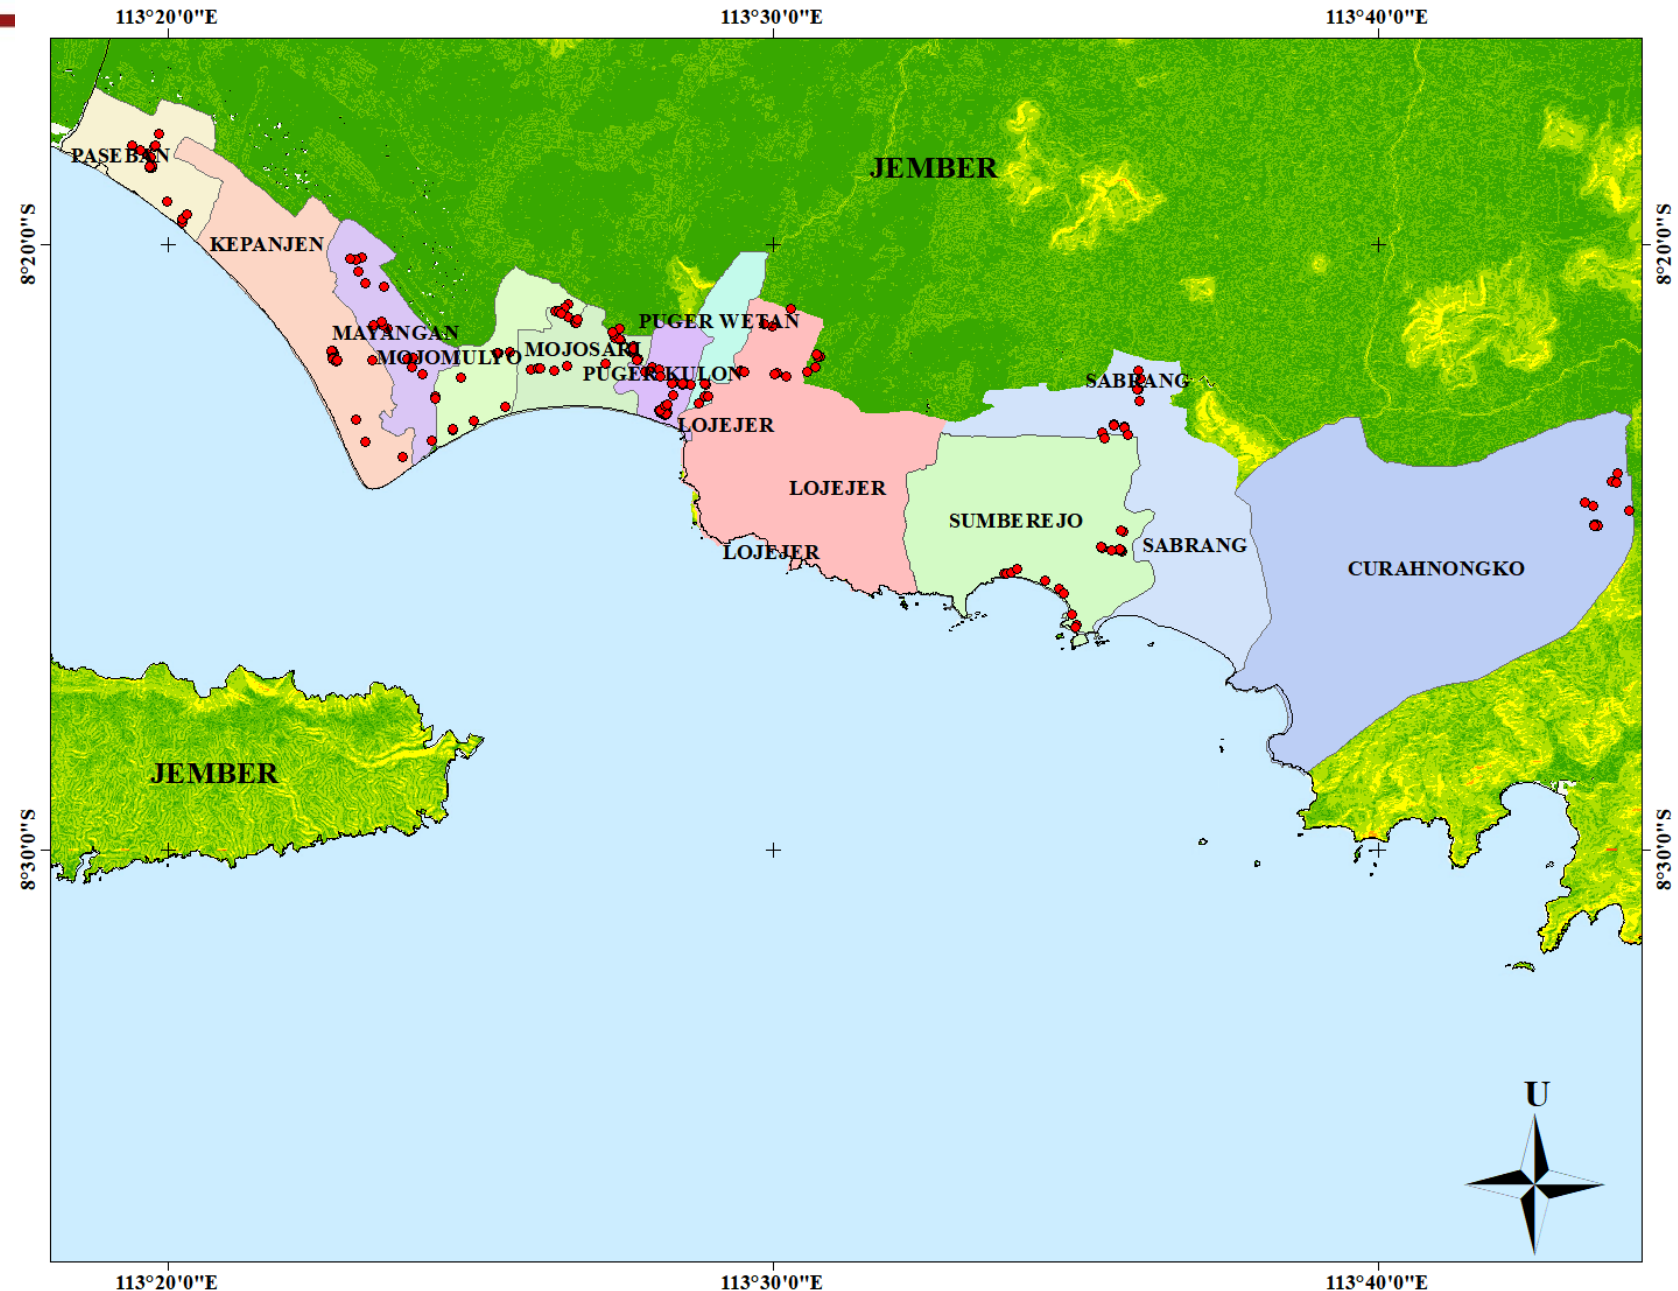 113°20'0"E
113°30'0"E
113°40'0"E
PASEBAN
JEMBER
8°20'0"S
KEPANJEN
8°20'0"S
MAYANGAN
PUGER WETAN
MOJOMULYO
MOJOSARI
PUGER KULON
SABRANG
LOJEJER
LOJEJER
SUMBEREJO
LOJEJER
SABRANG
CURAHNONGKO
JEMBER
8°30'0"S
8°30'0"S
U
113°20'0"E
113°30'0"E
113°40'0"E